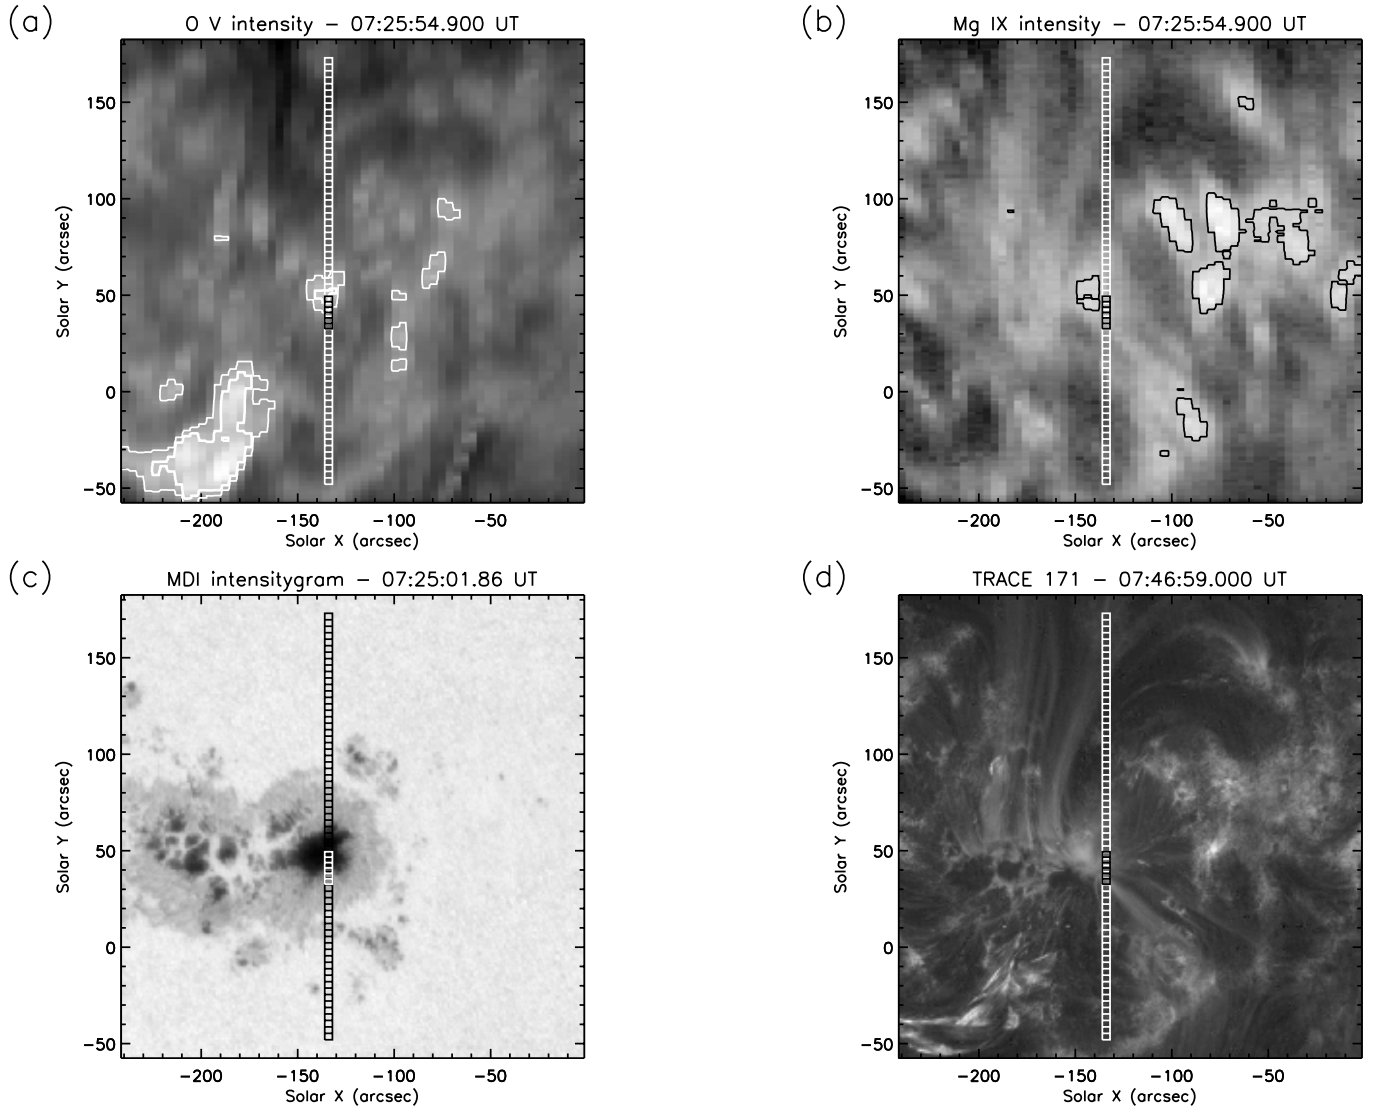 (a)
O V intensity – 07:25:54.900 UT
150
100
50
0
−50
Solar Y (arcsec)
−200 −150 −100 −50
Solar X (arcsec)
(b)
Mg IX intensity – 07:25:54.900 UT
150
100
50
0
−50
Solar Y (arcsec)
−200 −150 −100 −50
Solar X (arcsec)
(c)
MDI intensitygram – 07:25:01.86 UT
150
100
50
0
−50
Solar Y (arcsec)
−200 −150 −100 −50
Solar X (arcsec)
(d)
TRACE 171 – 07:46:59.000 UT
150
100
50
0
−50
Solar Y (arcsec)
−200 −150 −100 −50
Solar X (arcsec)